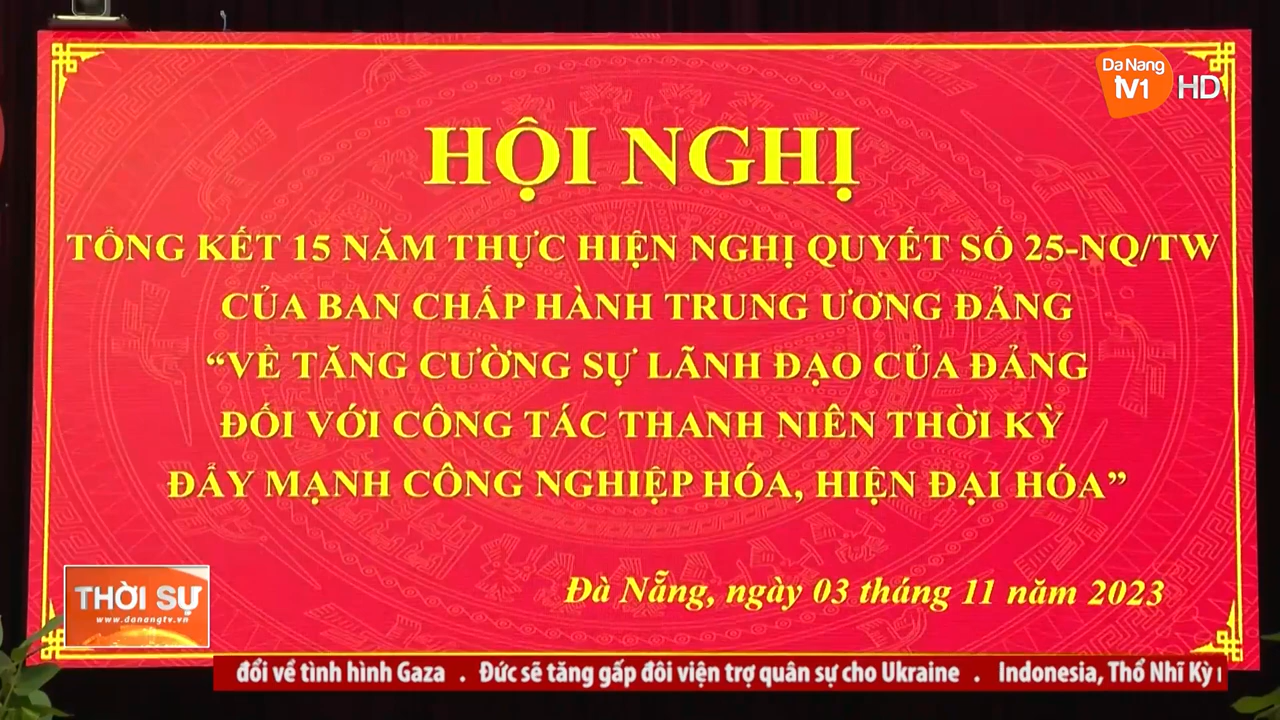 Da Nang
TV1 HD
HỘI NGHỊ
TỔNG KẾT 15 NĂM THỰC HIỆN NGHỊ QUYẾT SỐ 25-NQ/TW
CỦA BAN CHẤP HÀNH TRUNG ƯƠNG ĐẢNG
“VỀ TĂNG CƯỜNG SỰ LÃNH ĐẠO CỦA ĐẢNG
ĐỐI VỚI CÔNG TÁC THANH NIÊN THỜI KỲ
ĐẨY MẠNH CÔNG NGHIỆP HÓA, HIỆN ĐẠI HÓA”
Đà Nẵng, ngày 03 tháng 11 năm 2023
THỜI SỰ
www.danangtv.vn
đổi về tình hình Gaza . Đức sẽ tăng gấp đôi viện trợ quân sự cho Ukraine . Indonesia, Thổ Nhĩ Kỳ